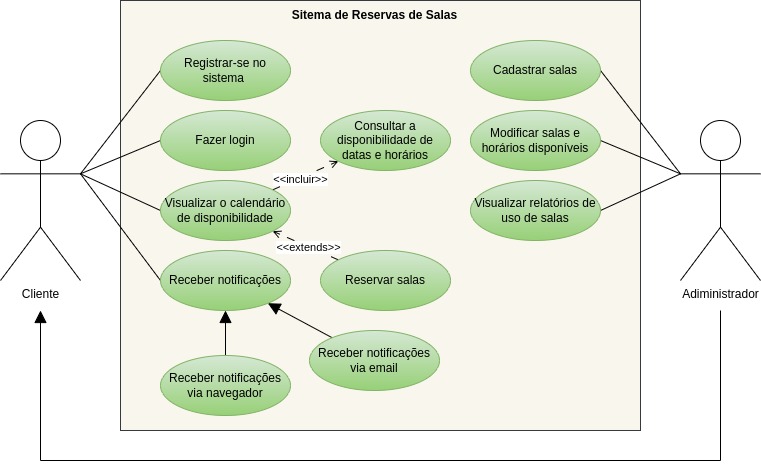 Sitema de Reservas de Salas
Registrar-se no
sistema
Cadastrar salas
Fazer login
Consultar a
disponibilidade de
datas e horários
Modificar salas e
horários disponíveis
<<incluir>>
Visualizar o calendário
de disponibilidade
Visualizar relatórios de
uso de salas
<<extends>>
Receber notificações
Reservar salas
Cliente
Adiministrador
Receber notificações
via email
Receber notificações
via navegador